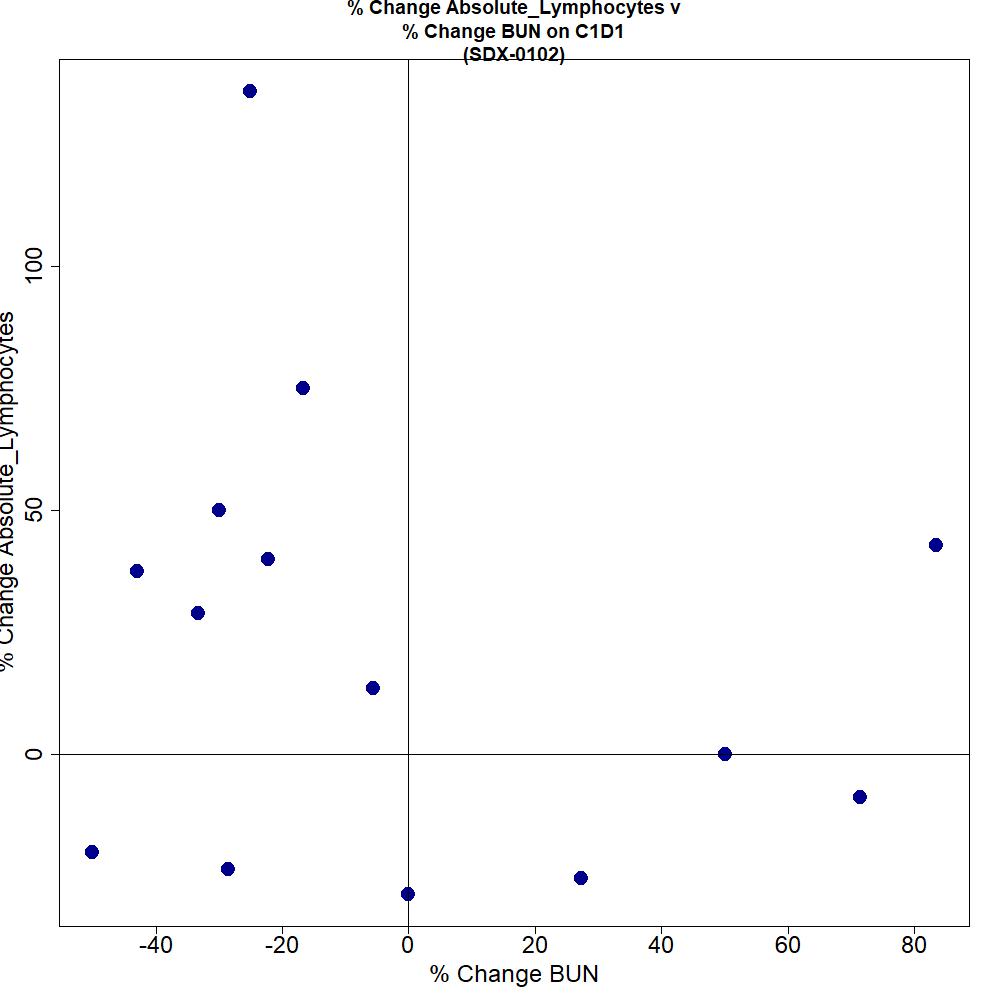 % Change Absolute_Lymphocytes v
% Change BUN on C1D1
(SDX-0102)
% Change Absolute_Lymphocytes
100
50
0
-40 -20 0 20 40 60 80
% Change BUN